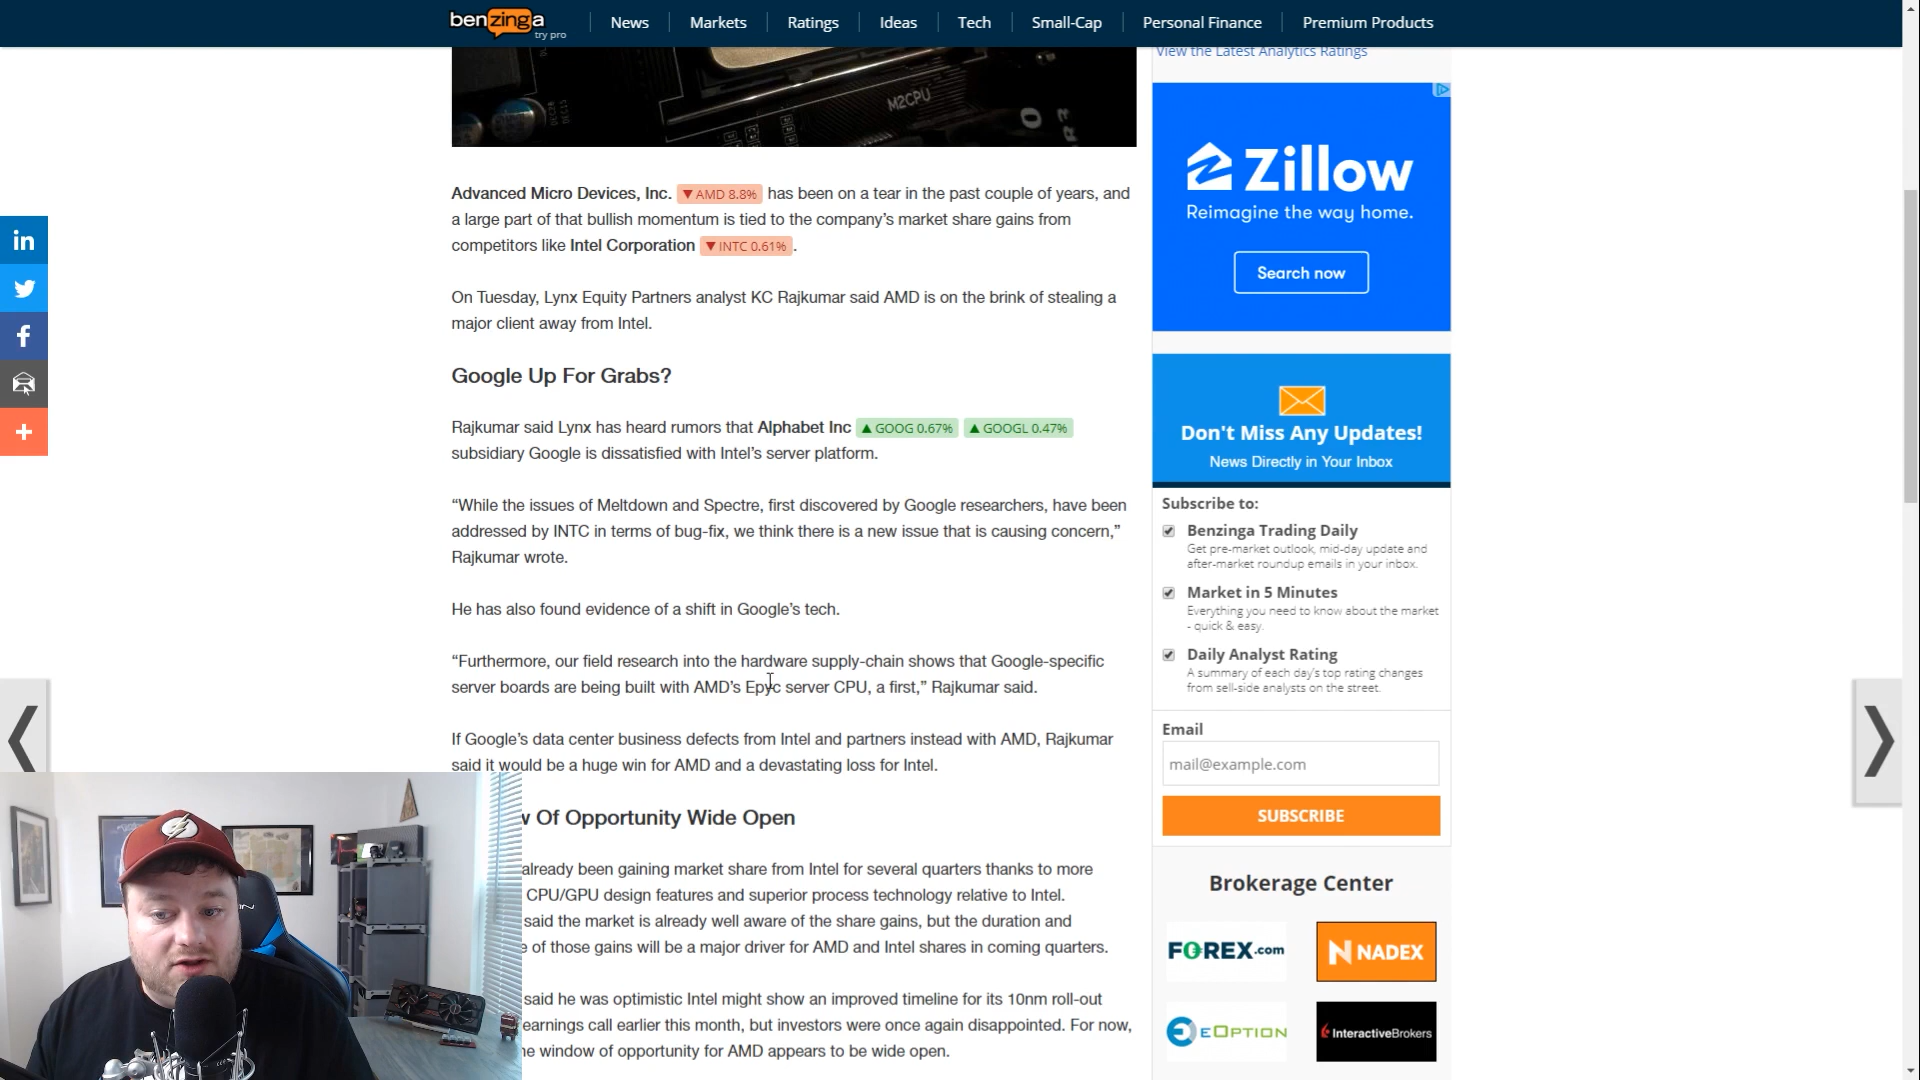 benzinga
try pro
News
Markets
Ratings
Ideas
Tech
Small-Cap
Personal Finance
Premium Products
M2CPU
View the Latest Analytics Ratings
Zillow
Reimagine the way home.
Search now
Advanced Micro Devices, Inc. ▼ AMD 8.8% has been on a tear in the past couple of years, and
a large part of that bullish momentum is tied to the company's market share gains from
competitors like Intel Corporation ▼ INTC 0.61% .
On Tuesday, Lynx Equity Partners analyst KC Rajkumar said AMD is on the brink of stealing a
major client away from Intel.
Google Up For Grabs?
Rajkumar said Lynx has heard rumors that Alphabet Inc ▲ GOOG 0.67% ▲ GOOGL 0.47%
subsidiary Google is dissatisfied with Intel's server platform.
“While the issues of Meltdown and Spectre, first discovered by Google researchers, have been
addressed by INTC in terms of bug-fix, we think there is a new issue that is causing concern,”
Rajkumar wrote.
He has also found evidence of a shift in Google's tech.
“Furthermore, our field research into the hardware supply-chain shows that Google-specific
server boards are being built with AMD's Epyc server CPU, a first,” Rajkumar said.
If Google's data center business defects from Intel and partners instead with AMD, Rajkumar
said it would be a huge win for AMD and a devastating loss for Intel.
Of Opportunity Wide Open
already been gaining market share from Intel for several quarters thanks to more
CPU/GPU design features and superior process technology relative to Intel.
said the market is already well aware of the share gains, but the duration and
of those gains will be a major driver for AMD and Intel shares in coming quarters.
said he was optimistic Intel might show an improved timeline for its 10nm roll-out
earnings call earlier this month, but investors were once again disappointed. For now,
window of opportunity for AMD appears to be wide open.
Don't Miss Any Updates!
News Directly in Your Inbox
Subscribe to:
Benzinga Trading Daily
Get pre-market outlook, mid-day update and
after-market roundup emails in your inbox.
Market in 5 Minutes
Everything you need to know about the market
- quick & easy.
Daily Analyst Rating
A summary of each day's top rating changes
from sell-side analysts on the street.
Email
mail@example.com
SUBSCRIBE
Brokerage Center
FOREX.com
NADEX
eOPTION
InteractiveBrokers
in